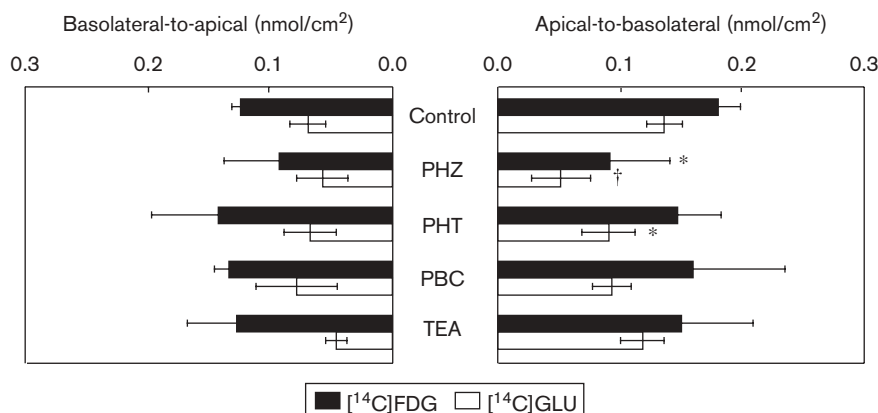 Basolateral-to-apical (nmol/cm²) Apical-to-basolateral (nmol/cm²)
0.3 0.2 0.1 0.0 0.0 0.1 0.2 0.3
Control
PHZ *
†
PHT *
PBC
TEA
[¹⁴C]FDG [¹⁴C]GLU